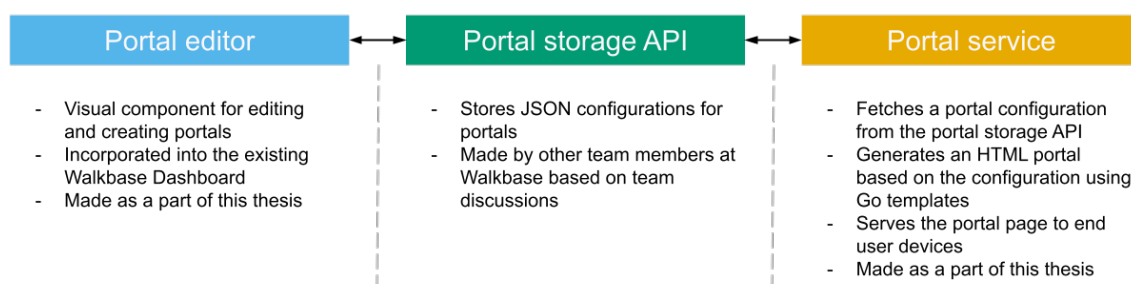 Portal editor
- Visual component for editing
and creating portals
- Incorporated into the existing
Walkbase Dashboard
- Made as a part of this thesis
Portal storage API
- Stores JSON configurations for
portals
- Made by other team members at
Walkbase based on team
discussions
Portal service
- Fetches a portal configuration
from the portal storage API
- Generates an HTML portal
based on the configuration using
Go templates
- Serves the portal page to end
user devices
- Made as a part of this thesis